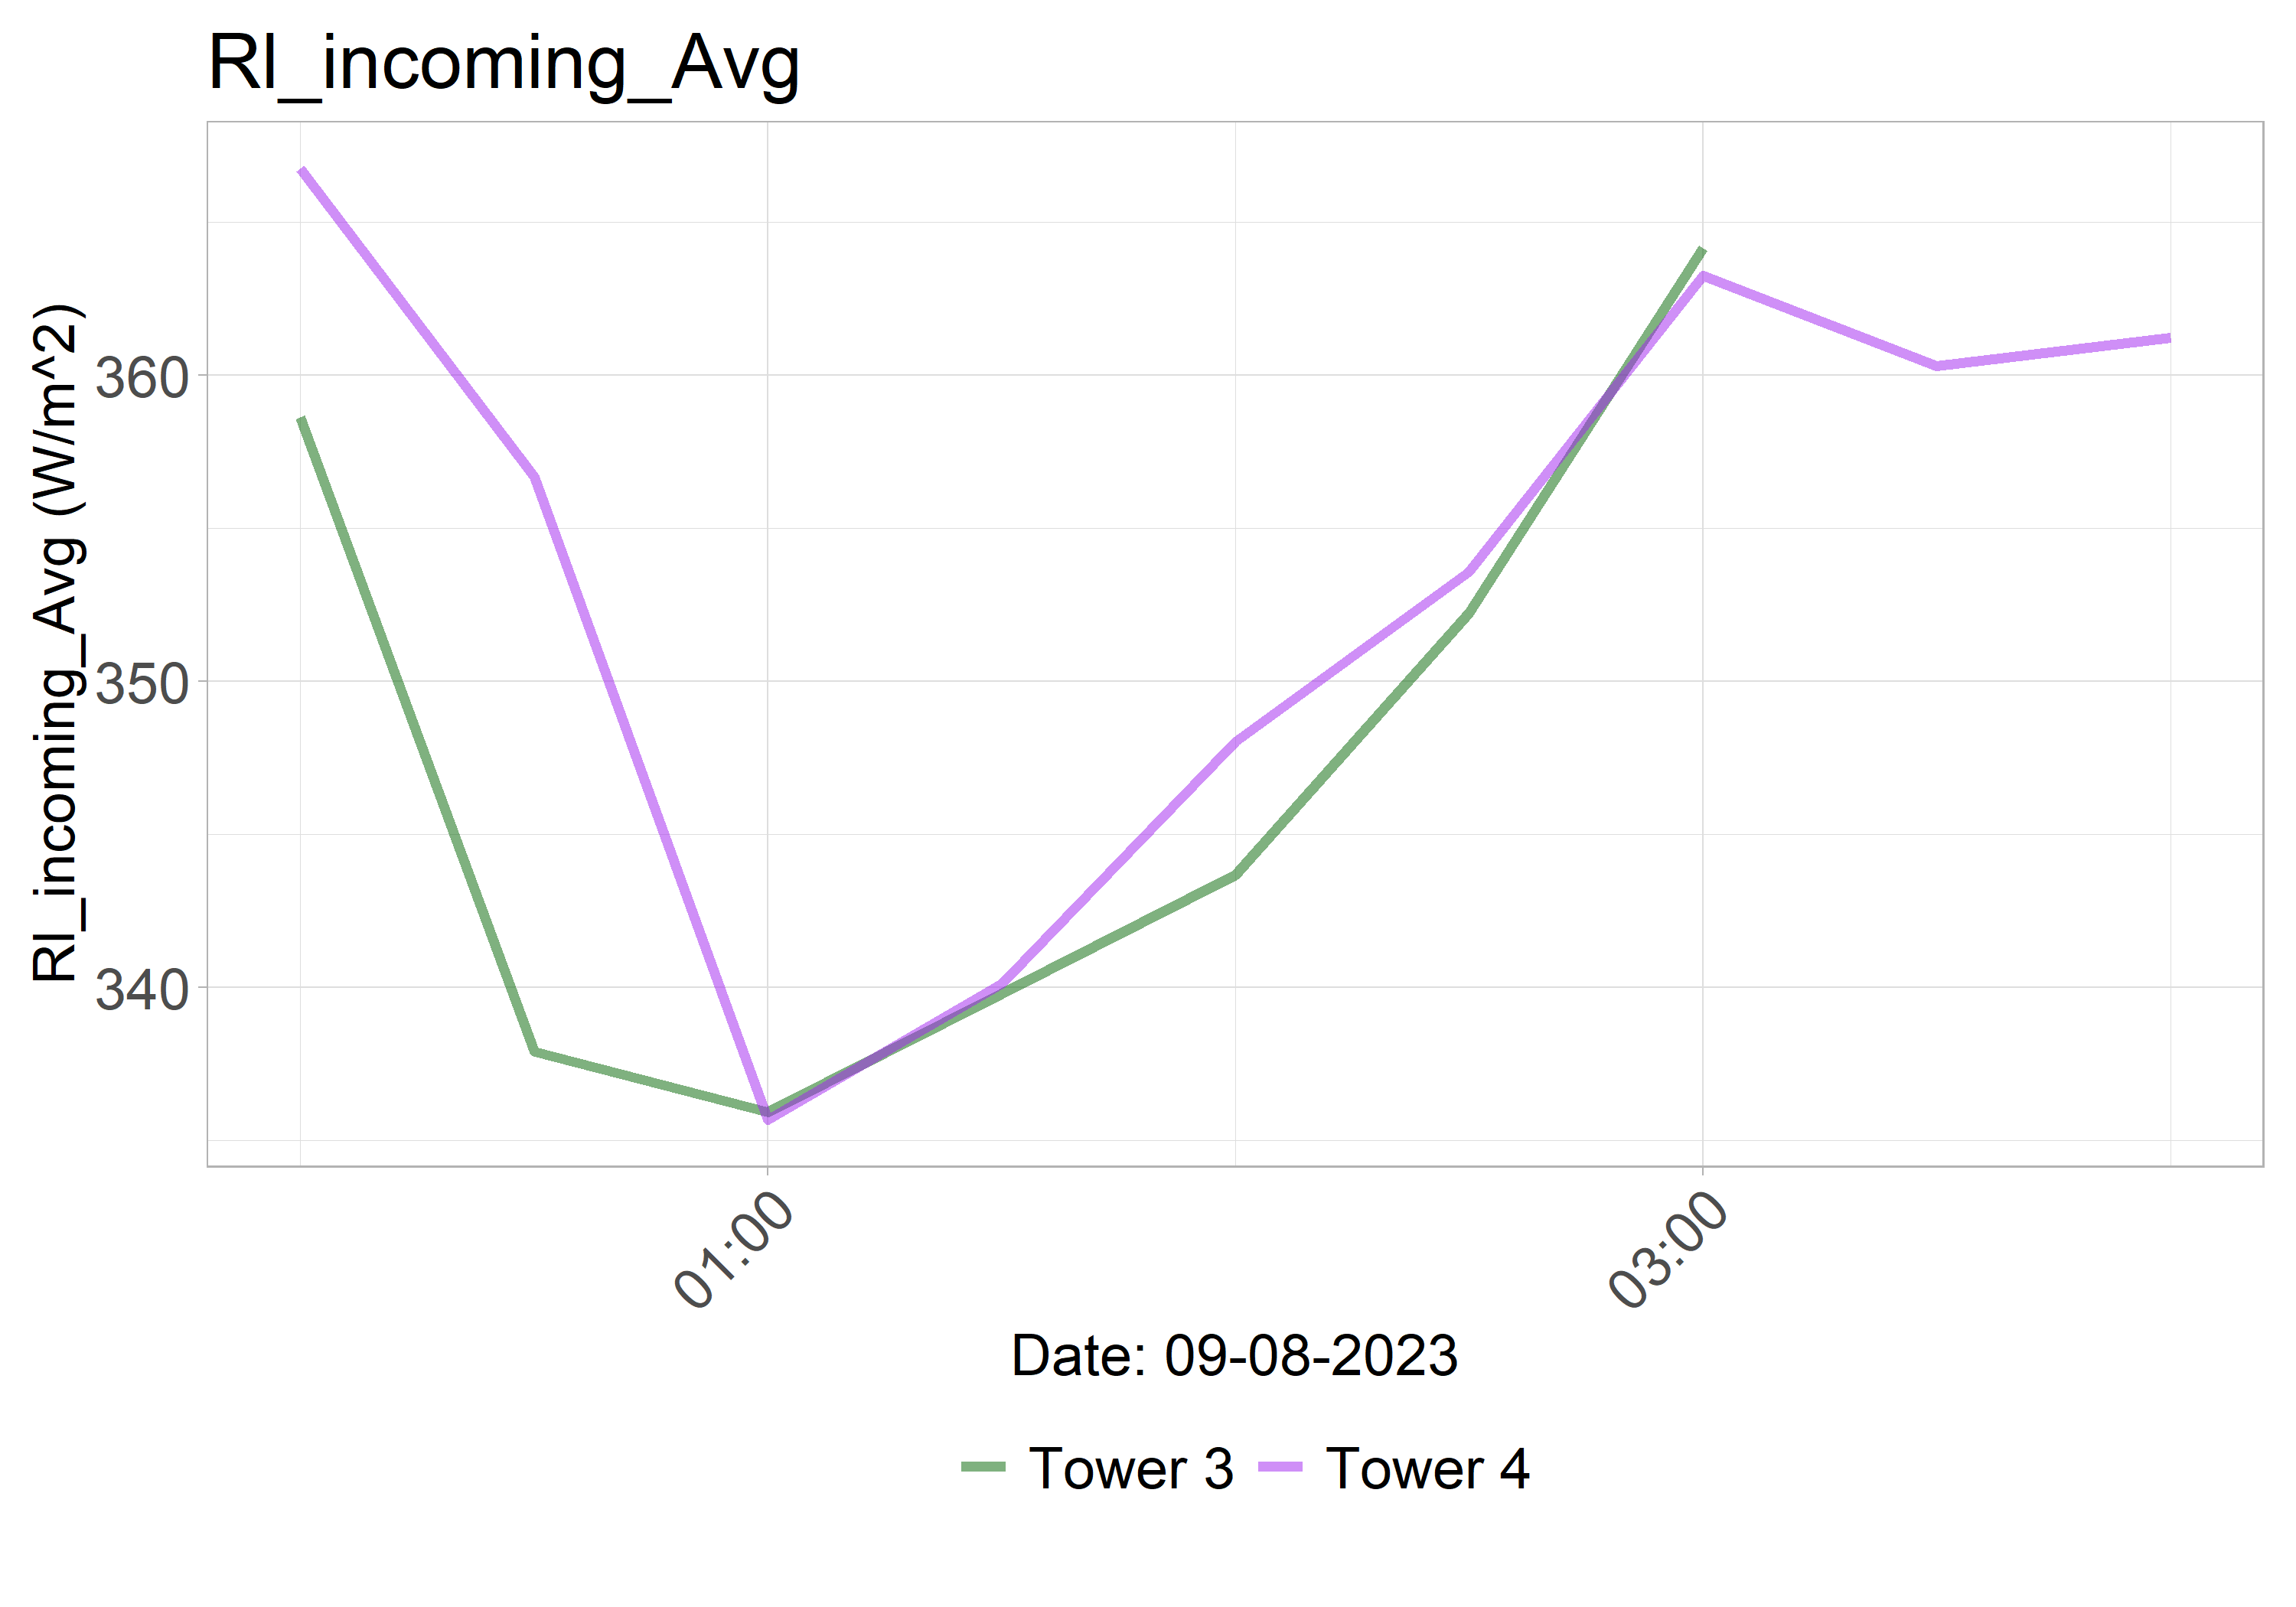 Rl_incoming_Avg
Rl_incoming_Avg (W/m^2)
360
350
340
01:00
03:00
Date: 09-08-2023
Tower 3
Tower 4